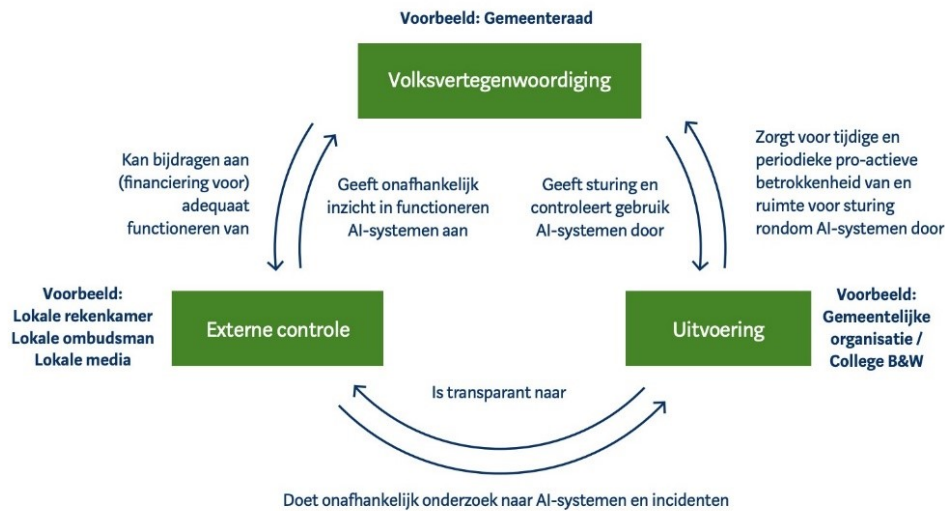 Voorbeeld: Gemeenteraad
Volksvertegenwoordiging
Kan bijdragen aan
(financiering voor)
adequaat
functioneren van
Geeft onafhankelijk
inzicht in functioneren
AI-systemen aan
Geeft sturing en
controleert gebruik
AI-systemen door
Zorgt voor tijdige en
periodieke pro-actieve
betrokkenheid van en
ruimte voor sturing
rondom AI-systemen door
Voorbeeld:
Lokale rekenkamer
Lokale ombudsman
Lokale media
Externe controle
Uitvoering
Voorbeeld:
Gemeentelijke
organisatie /
College B&W
Is transparant naar
Doet onafhankelijk onderzoek naar AI-systemen en incidenten